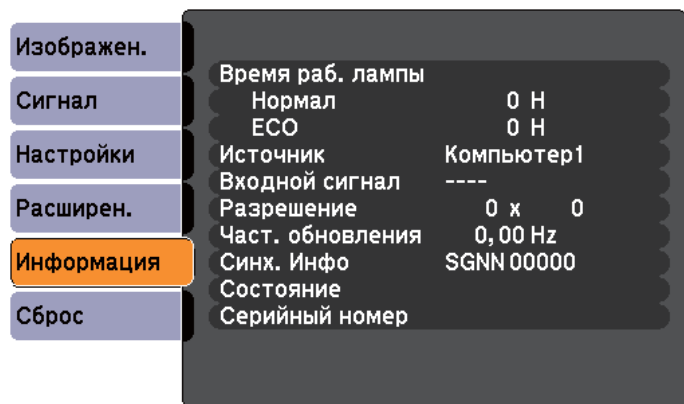 Изображен.
Сигнал
Настройки
Расширен.
Информация
Сброс
Время раб. лампы
Нормал 0 H
ECO 0 H
Источник Компьютер1
Входной сигнал ----
Разрешение 0 x 0
Част. обновления 0,00 Hz
Синх. Инфо SGNN 00000
Состояние
Серийный номер